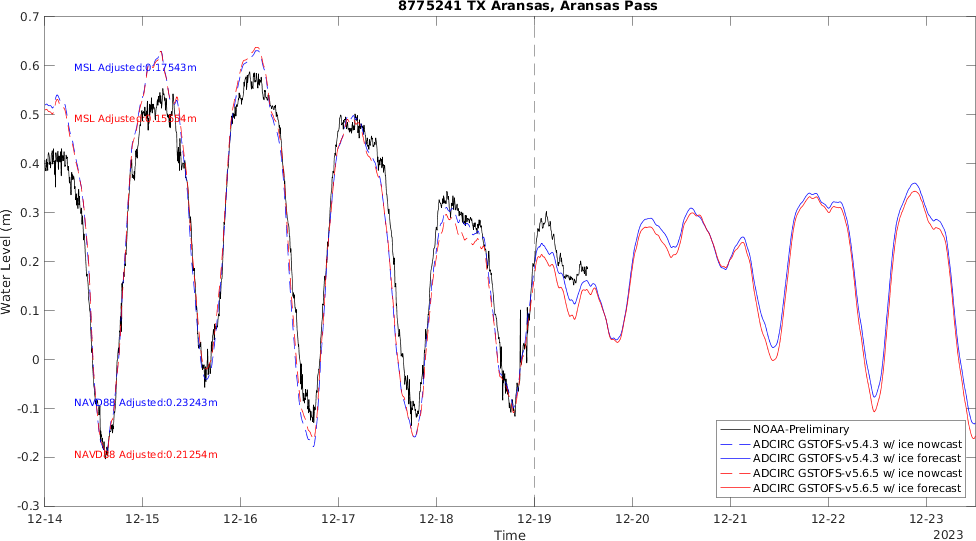 8775241 TX Aransas, Aransas Pass
Water Level (m)
0.7
0.6
0.5
0.4
0.3
0.2
0.1
0
-0.1
-0.2
-0.3
MSL Adjusted:0.17543m
NAVD88 Adjusted:0.23243m
NAVD88 Adjusted:0.21254m
NOAA-Preliminary
ADCIRC GSTOFS-v5.4.3 w/ ice nowcast
ADCIRC GSTOFS-v5.4.3 w/ ice forecast
ADCIRC GSTOFS-v5.6.5 w/ ice nowcast
ADCIRC GSTOFS-v5.6.5 w/ ice forecast
12-14 12-15 12-16 12-17 12-18 12-19 12-20 12-21 12-22 12-23
Time
2023
MSL Adjusted: